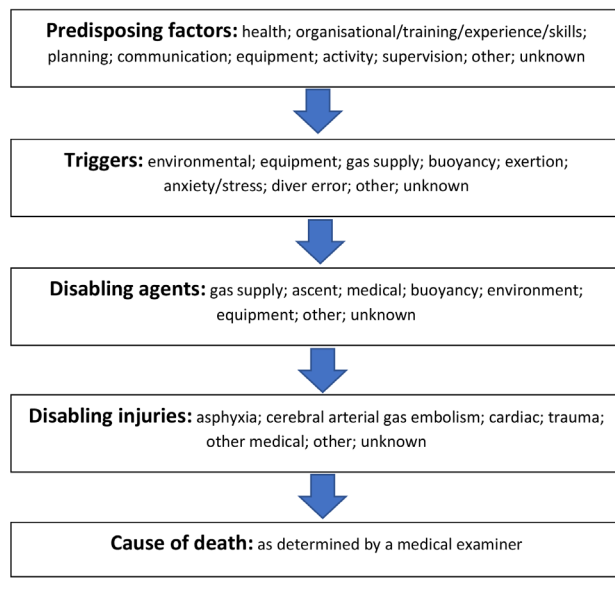 Predisposing factors: health; organisational/training/experience/skills;
planning; communication; equipment; activity; supervision; other; unknown
Triggers: environmental; equipment; gas supply; buoyancy; exertion;
anxiety/stress; diver error; other; unknown
Disabling agents: gas supply; ascent; medical; buoyancy; environment;
equipment; other; unknown
Disabling injuries: asphyxia; cerebral arterial gas embolism; cardiac; trauma;
other medical; other; unknown
Cause of death: as determined by a medical examiner